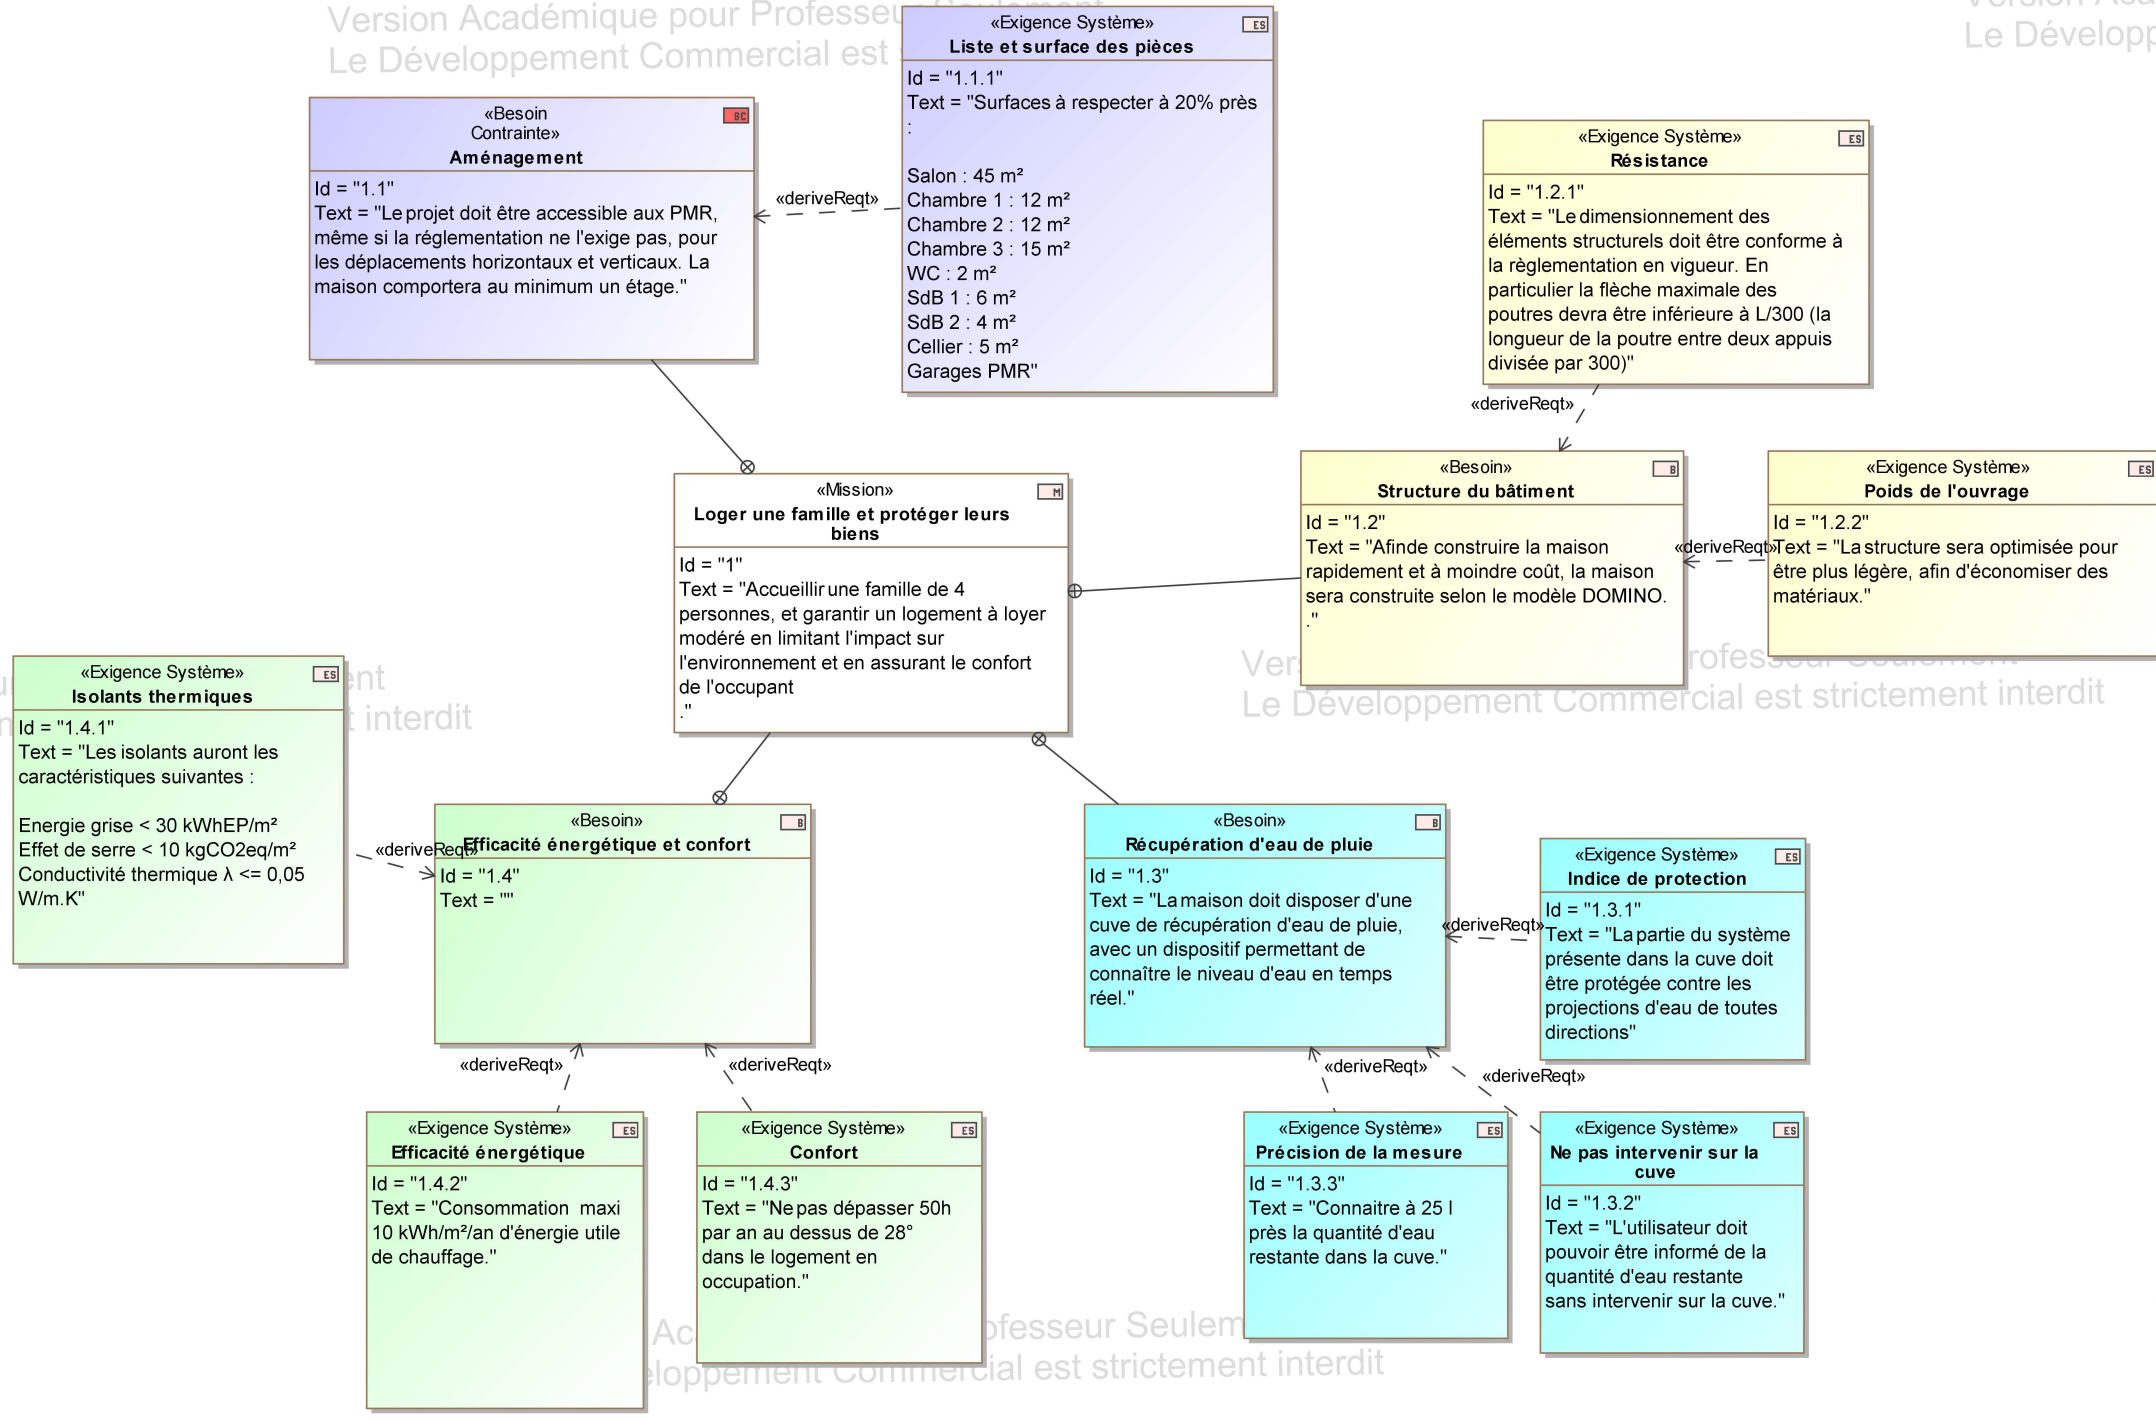 Version Académique pour Professeur Seulement
Le Développement Commercial est
Le Dévelop
«Exigence Système»
ES
Liste et surface des pièces
Id = "1.1.1"
Text = "Surfaces à respecter à 20% près
:
Salon : 45 m²
Chambre 1 : 12 m²
Chambre 2 : 12 m²
Chambre 3 : 15 m²
WC : 2 m²
SdB 1 : 6 m²
SdB 2 : 4 m²
Cellier : 5 m²
Garages PMR"
«Besoin
Contrainte»
BC
Aménagement
Id = "1.1"
Text = "Le projet doit être accessible aux PMR,
même si la réglementation ne l'exige pas, pour
les déplacements horizontaux et verticaux. La
maison comportera au minimum un étage."
«deriveReqt»
«Exigence Système»
ES
Résistance
Id = "1.2.1"
Text = "Le dimensionnement des
éléments structurels doit être conforme à
la règlementation en vigueur. En
particulier la flèche maximale des
poutres devra être inférieure à L/300 (la
longueur de la poutre entre deux appuis
divisée par 300)"
«deriveReqt»
«Mission»
M
Loger une famille et protéger leurs
biens
Id = "1"
Text = "Accueillir une famille de 4
personnes, et garantir un logement à loyer
modéré en limitant l'impact sur
l'environnement et en assurant le confort
de l'occupant
."
«Besoin»
B
Structure du bâtiment
Id = "1.2"
Text = "Afinde construire la maison
rapidement et à moindre coût, la maison
sera construite selon le modèle DOMINO.
."
«deriveReqt»
«Exigence Système»
ES
Poids de l'ouvrage
Id = "1.2.2"
Text = "La structure sera optimisée pour
être plus légère, afin d'économiser des
matériaux."
Le Développement Commercial est strictement interdit
«Exigence Système»
ES
Isolants thermiques
Id = "1.4.1"
Text = "Les isolants auront les
caractéristiques suivantes :
Energie grise < 30 kWhEP/m²
Effet de serre < 10 kgCO2eq/m²
Conductivité thermique λ <= 0,05
W/m.K"
interdit
«deriveReqt»
«Besoin»
B
Efficacité énergétique et confort
Id = "1.4"
Text = ""
«Besoin»
B
Récupération d'eau de pluie
Id = "1.3"
Text = "La maison doit disposer d'une
cuve de récupération d'eau de pluie,
avec un dispositif permettant de
connaître le niveau d'eau en temps
réel."
«deriveReqt»
«Exigence Système»
ES
Indice de protection
Id = "1.3.1"
Text = "La partie du système
présente dans la cuve doit
être protégée contre les
projections d'eau de toutes
directions"
«deriveReqt»
«deriveReqt»
«deriveReqt»
«deriveReqt»
«Exigence Système»
ES
Efficacité énergétique
Id = "1.4.2"
Text = "Consommation maxi
10 kWh/m²/an d'énergie utile
de chauffage."
«Exigence Système»
ES
Confort
Id = "1.4.3"
Text = "Ne pas dépasser 50h
par an au dessus de 28°
dans le logement en
occupation."
«Exigence Système»
ES
Précision de la mesure
Id = "1.3.3"
Text = "Connaitre à 25 l
près la quantité d'eau
restante dans la cuve."
«Exigence Système»
ES
Ne pas intervenir sur la
cuve
Id = "1.3.2"
Text = "L'utilisateur doit
pouvoir être informé de la
quantité d'eau restante
sans intervenir sur la cuve."
Ac ofesseur Seulem
eloppement Commercial est strictement interdit